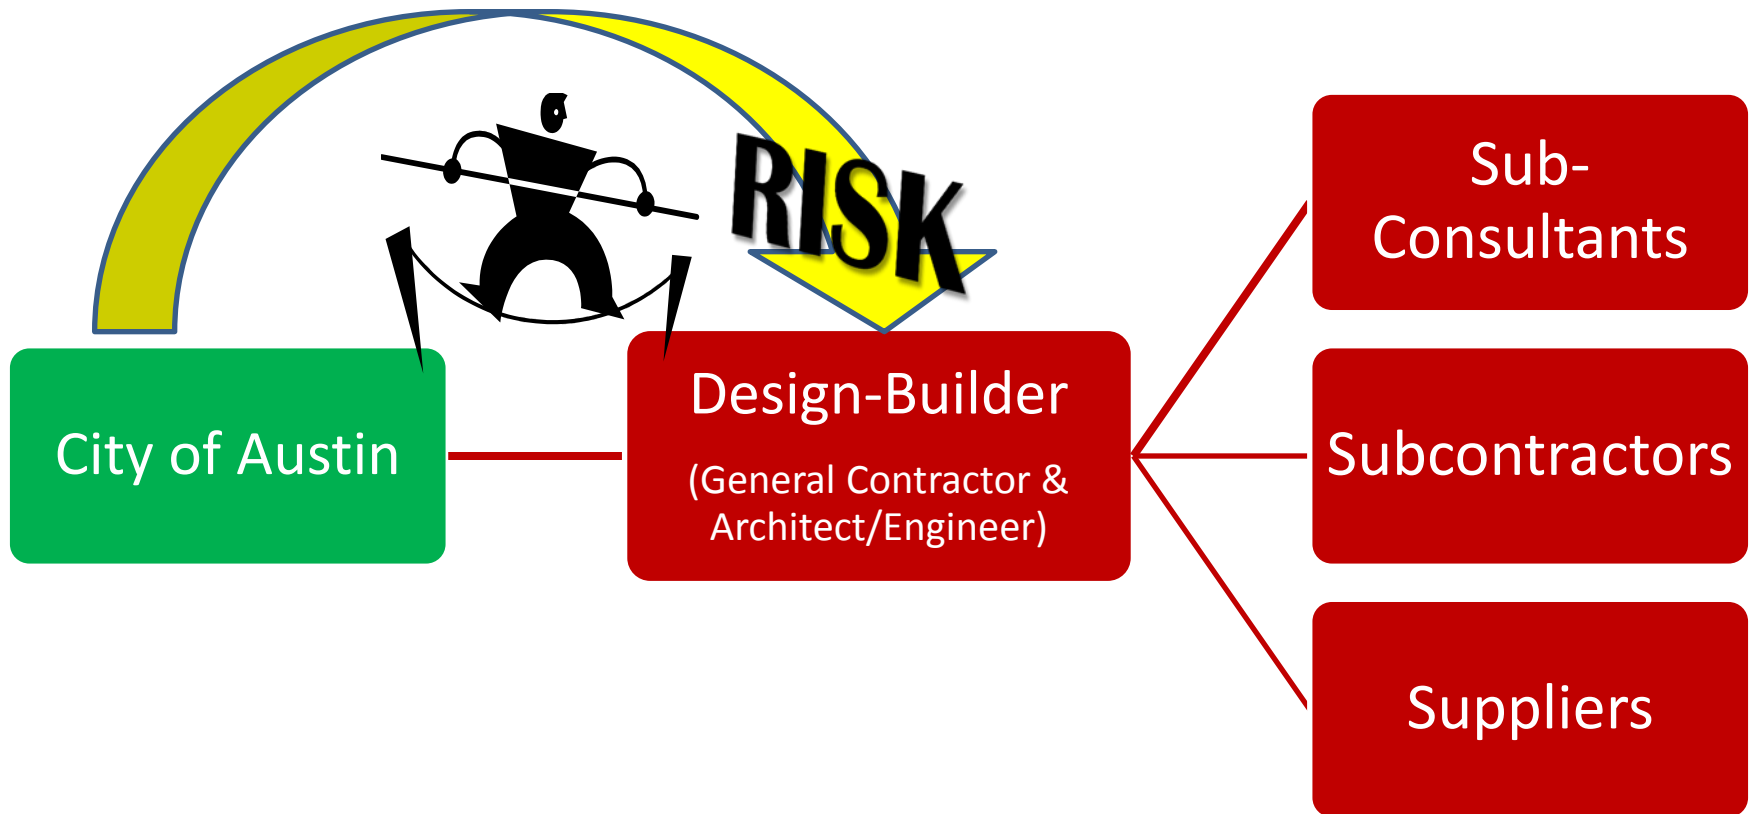 RISK
City of Austin
Design-Builder
(General Contractor &
Architect/Engineer)
Sub-
Consultants
Subcontractors
Suppliers